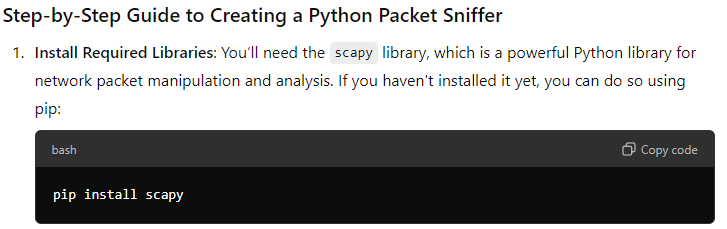 Step-by-Step Guide to Creating a Python Packet Sniffer
1. Install Required Libraries: You'll need the scapy library, which is a powerful Python library for
network packet manipulation and analysis. If you haven't installed it yet, you can do so using
pip:
bash Copy code
pip install scapy